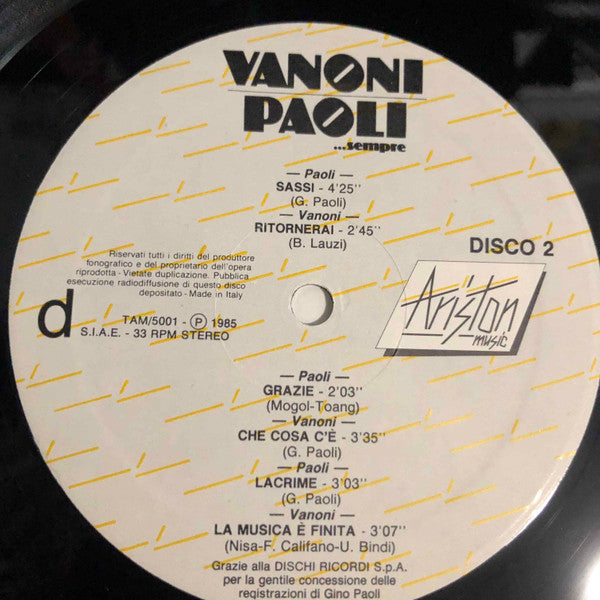 VANONI
PAOLI
...sempre
— Paoli —
SASSI - 4'25''
(G. Paoli)
— Vanoni —
RITORNERAI - 2'45''
(B. Lauzi)
DISCO 2
Riservati tutti i diritti del produttore
fonografico e del proprietario dell'opera
riprodotta - Vietate duplicazione. Pubblica
esecuzione radiodiffusione di questo disco
depositato - Made in Italy
d
TAM/5001 - Ⓟ 1985
S.I.A.E. - 33 RPM STEREO
Ariston
music
— Paoli —
GRAZIE - 2'03''
(Mogol-Toang)
— Vanoni —
CHE COSA C'È - 3'35''
(G. Paoli)
— Paoli —
LACRIME - 3'03''
(G. Paoli)
— Vanoni —
LA MUSICA È FINITA - 3'07''
(Nisa-F. Califano-U. Bindi)
Grazie alla DISCHI RICORDI S.p.A.
per la gentile concessione delle
registrazioni di Gino Paoli